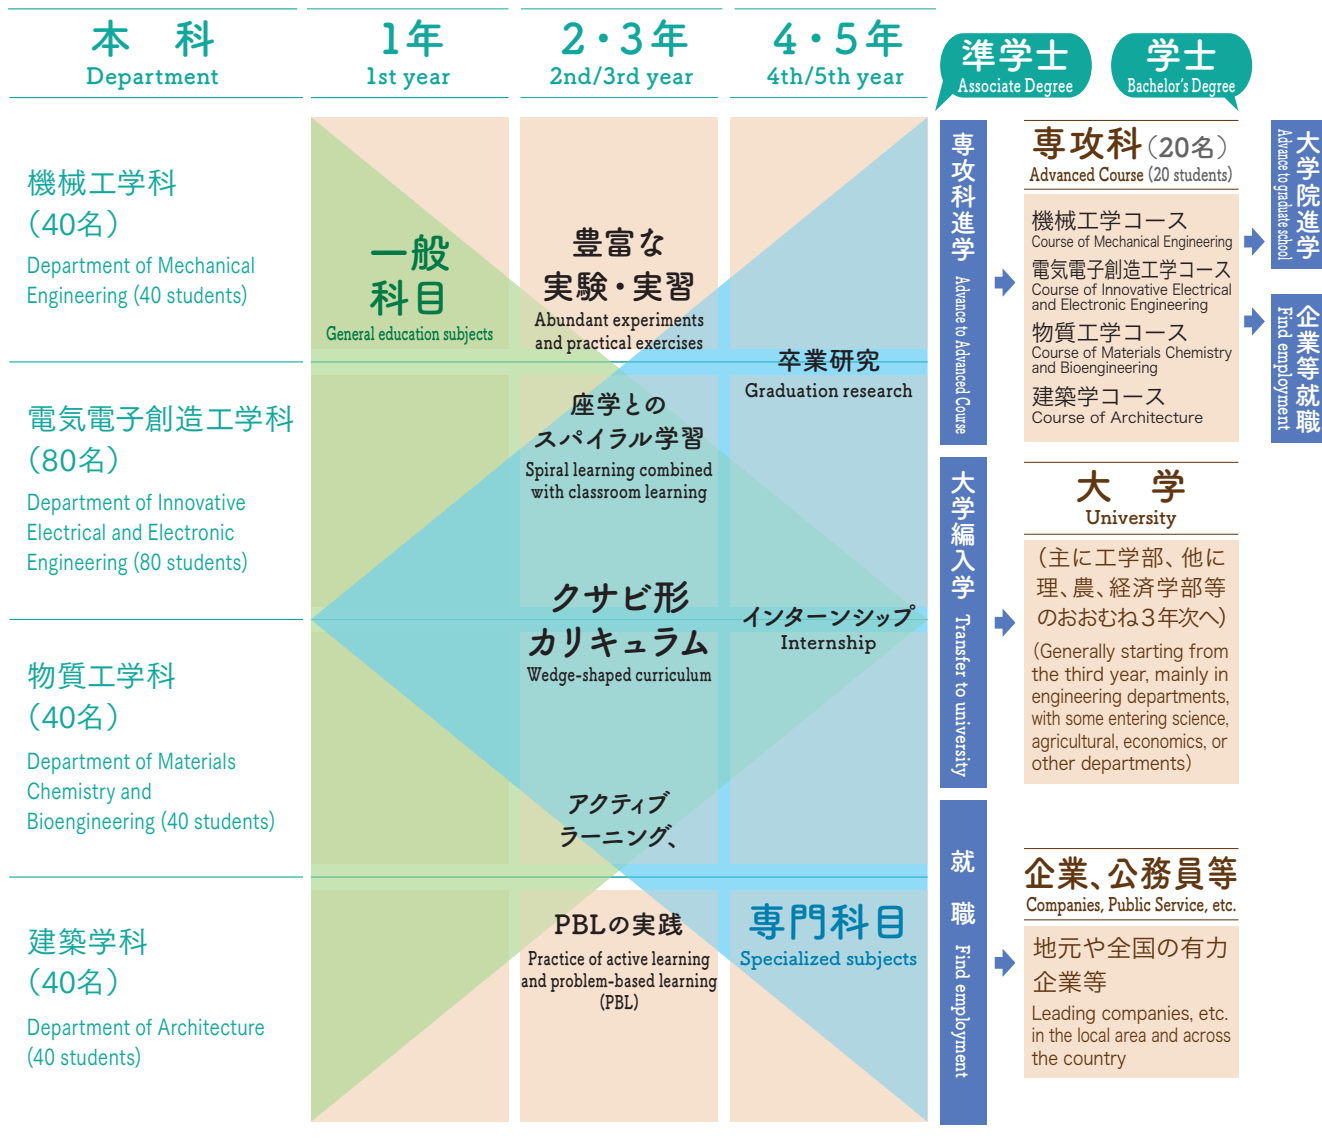 本　科
Department
1年
1st year
2・3年
2nd/3rd year
4・5年
4th/5th year
準学士
Associate Degree
学士
Bachelor's Degree
機械工学科
（40名）
Department of Mechanical
Engineering (40 students)
電気電子創造工学科
（80名）
Department of Innovative
Electrical and Electronic
Engineering (80 students)
物質工学科
（40名）
Department of Materials
Chemistry and
Bioengineering (40 students)
建築学科
（40名）
Department of Architecture
(40 students)
一般
科目
General education subjects
豊富な
実験・実習
Abundant experiments
and practical exercises
座学との
スパイラル学習
Spiral learning combined
with classroom learning
クサビ形
カリキュラム
Wedge-shaped curriculum
アクティブ
ラーニング、
PBLの実践
Practice of active learning
and problem-based learning
(PBL)
卒業研究
Graduation research
インターンシップ
Internship
専門科目
Specialized subjects
専攻科進学 Advance to Advanced Course
大学編入学 Transfer to university
就職 Find employment
専攻科（20名）
Advanced Course (20 students)
機械工学コース
Course of Mechanical Engineering
電気電子創造工学コース
Course of Innovative Electrical
and Electronic Engineering
物質工学コース
Course of Materials Chemistry
and Bioengineering
建築学コース
Course of Architecture
大学院進学
Advance to graduate school
企業等就職
Find employment
大　学
University
（主に工学部、他に
理、農、経済学部等
のおおむね3年次へ）
(Generally starting from
the third year, mainly in
engineering departments,
with some entering science,
agricultural, economics, or
other departments)
企業、公務員等
Companies, Public Service, etc.
地元や全国の有力
企業等
Leading companies, etc.
in the local area and across
the country